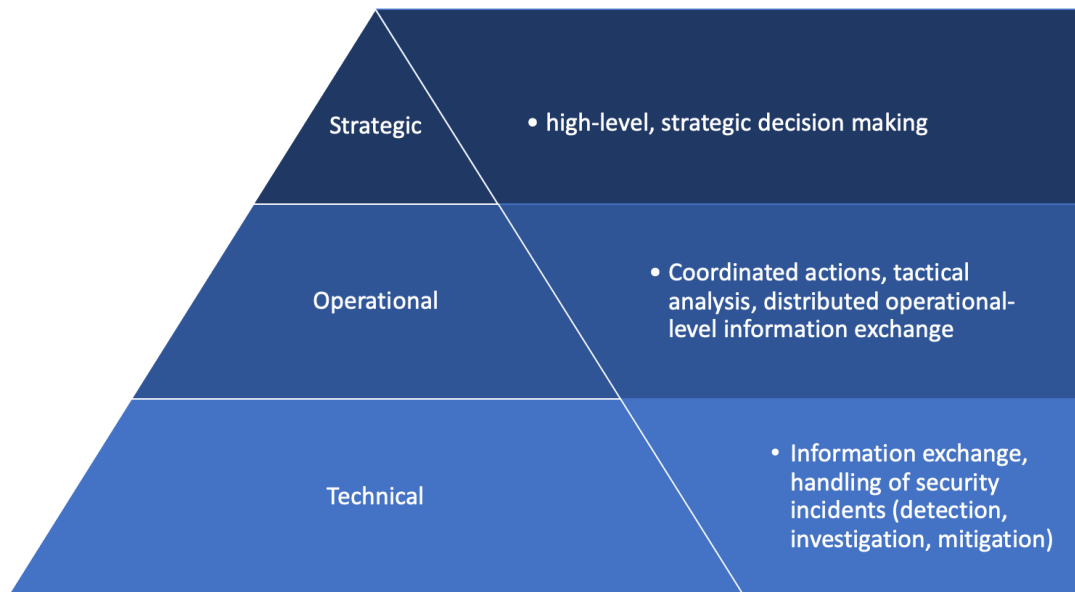 Strategic
• high-level, strategic decision making
Operational
• Coordinated actions, tactical
analysis, distributed operational-
level information exchange
Technical
• Information exchange,
handling of security
incidents (detection,
investigation, mitigation)